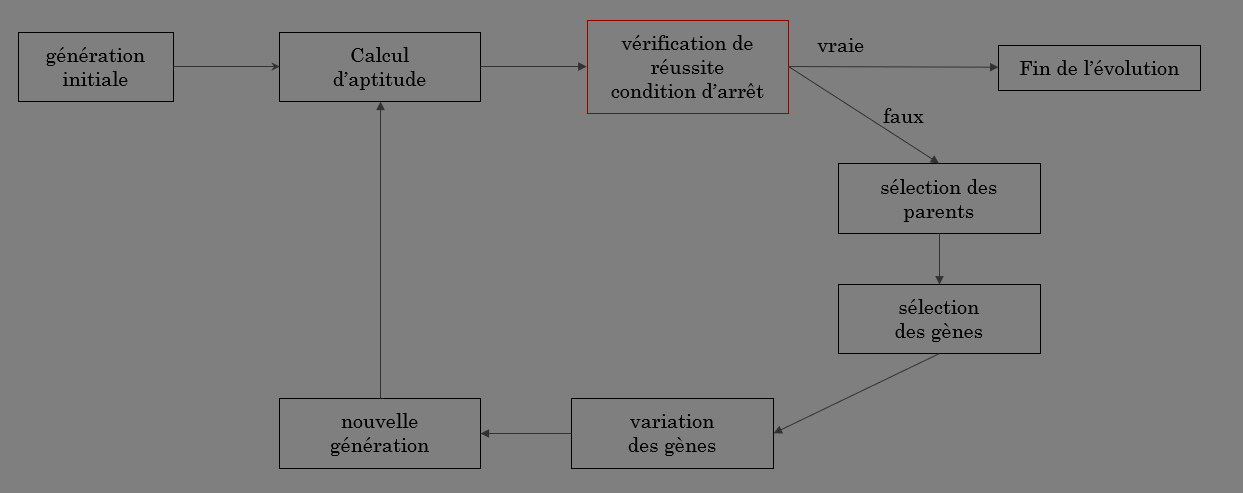 génération
initiale
Calcul
d’aptitude
vérification de
réussite
condition d’arrêt
vraie
Fin de l’évolution
faux
sélection des
parents
sélection
des gènes
variation
des gènes
nouvelle
génération